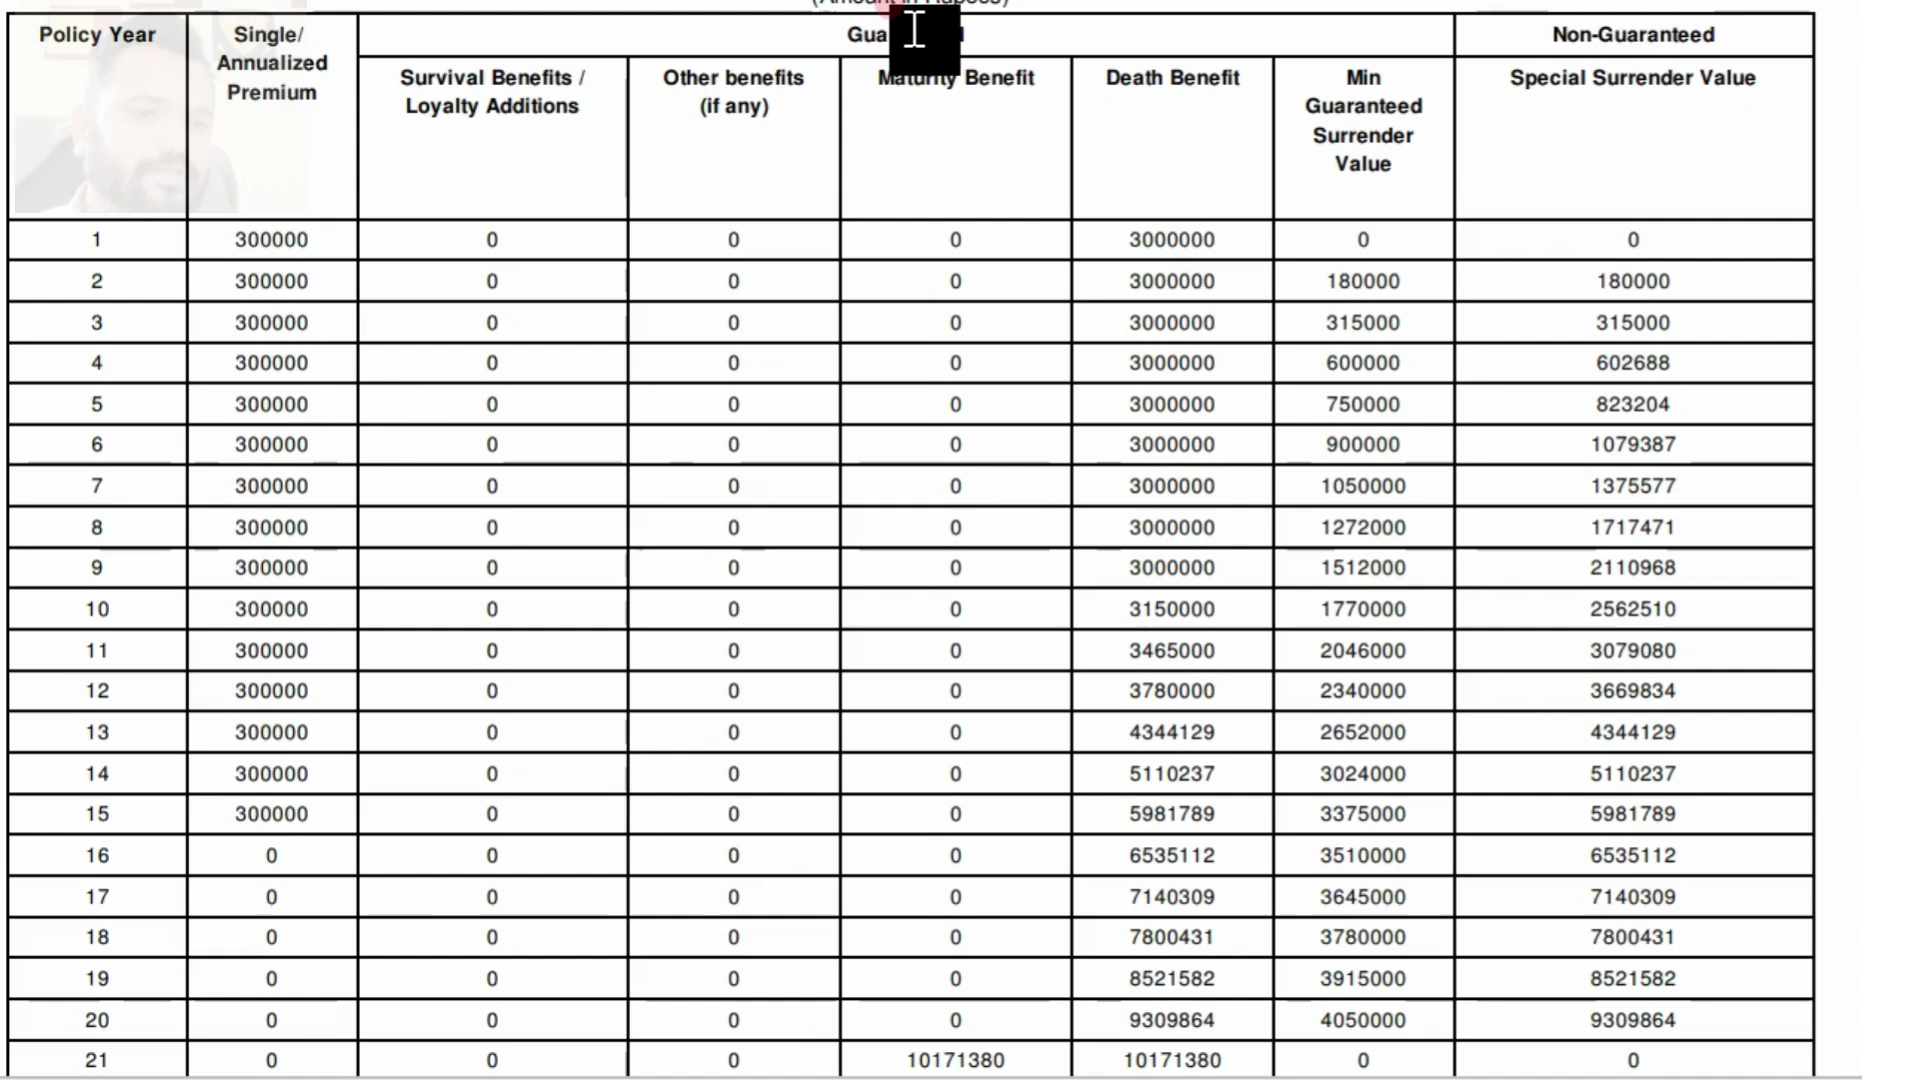 Policy Year Single/ Annualized Premium Non-Guaranteed
Survival Benefits / Loyalty Additions Other benefits (if any) Maturity Benefit Death Benefit Min Guaranteed Surrender Value Special Surrender Value
1 300000 0 0 0 3000000 0 0
2 300000 0 0 0 3000000 180000 180000
3 300000 0 0 0 3000000 315000 315000
4 300000 0 0 0 3000000 600000 602688
5 300000 0 0 0 3000000 750000 823204
6 300000 0 0 0 3000000 900000 1079387
7 300000 0 0 0 3000000 1050000 1375577
8 300000 0 0 0 3000000 1272000 1717471
9 300000 0 0 0 3000000 1512000 2110968
10 300000 0 0 0 3150000 1770000 2562510
11 300000 0 0 0 3465000 2046000 3079080
12 300000 0 0 0 3780000 2340000 3669834
13 300000 0 0 0 4344129 2652000 4344129
14 300000 0 0 0 5110237 3024000 5110237
15 300000 0 0 0 5981789 3375000 5981789
16 0 0 0 0 6535112 3510000 6535112
17 0 0 0 0 7140309 3645000 7140309
18 0 0 0 0 7800431 3780000 7800431
19 0 0 0 0 8521582 3915000 8521582
20 0 0 0 0 9309864 4050000 9309864
21 0 0 0 10171380 10171380 0 0